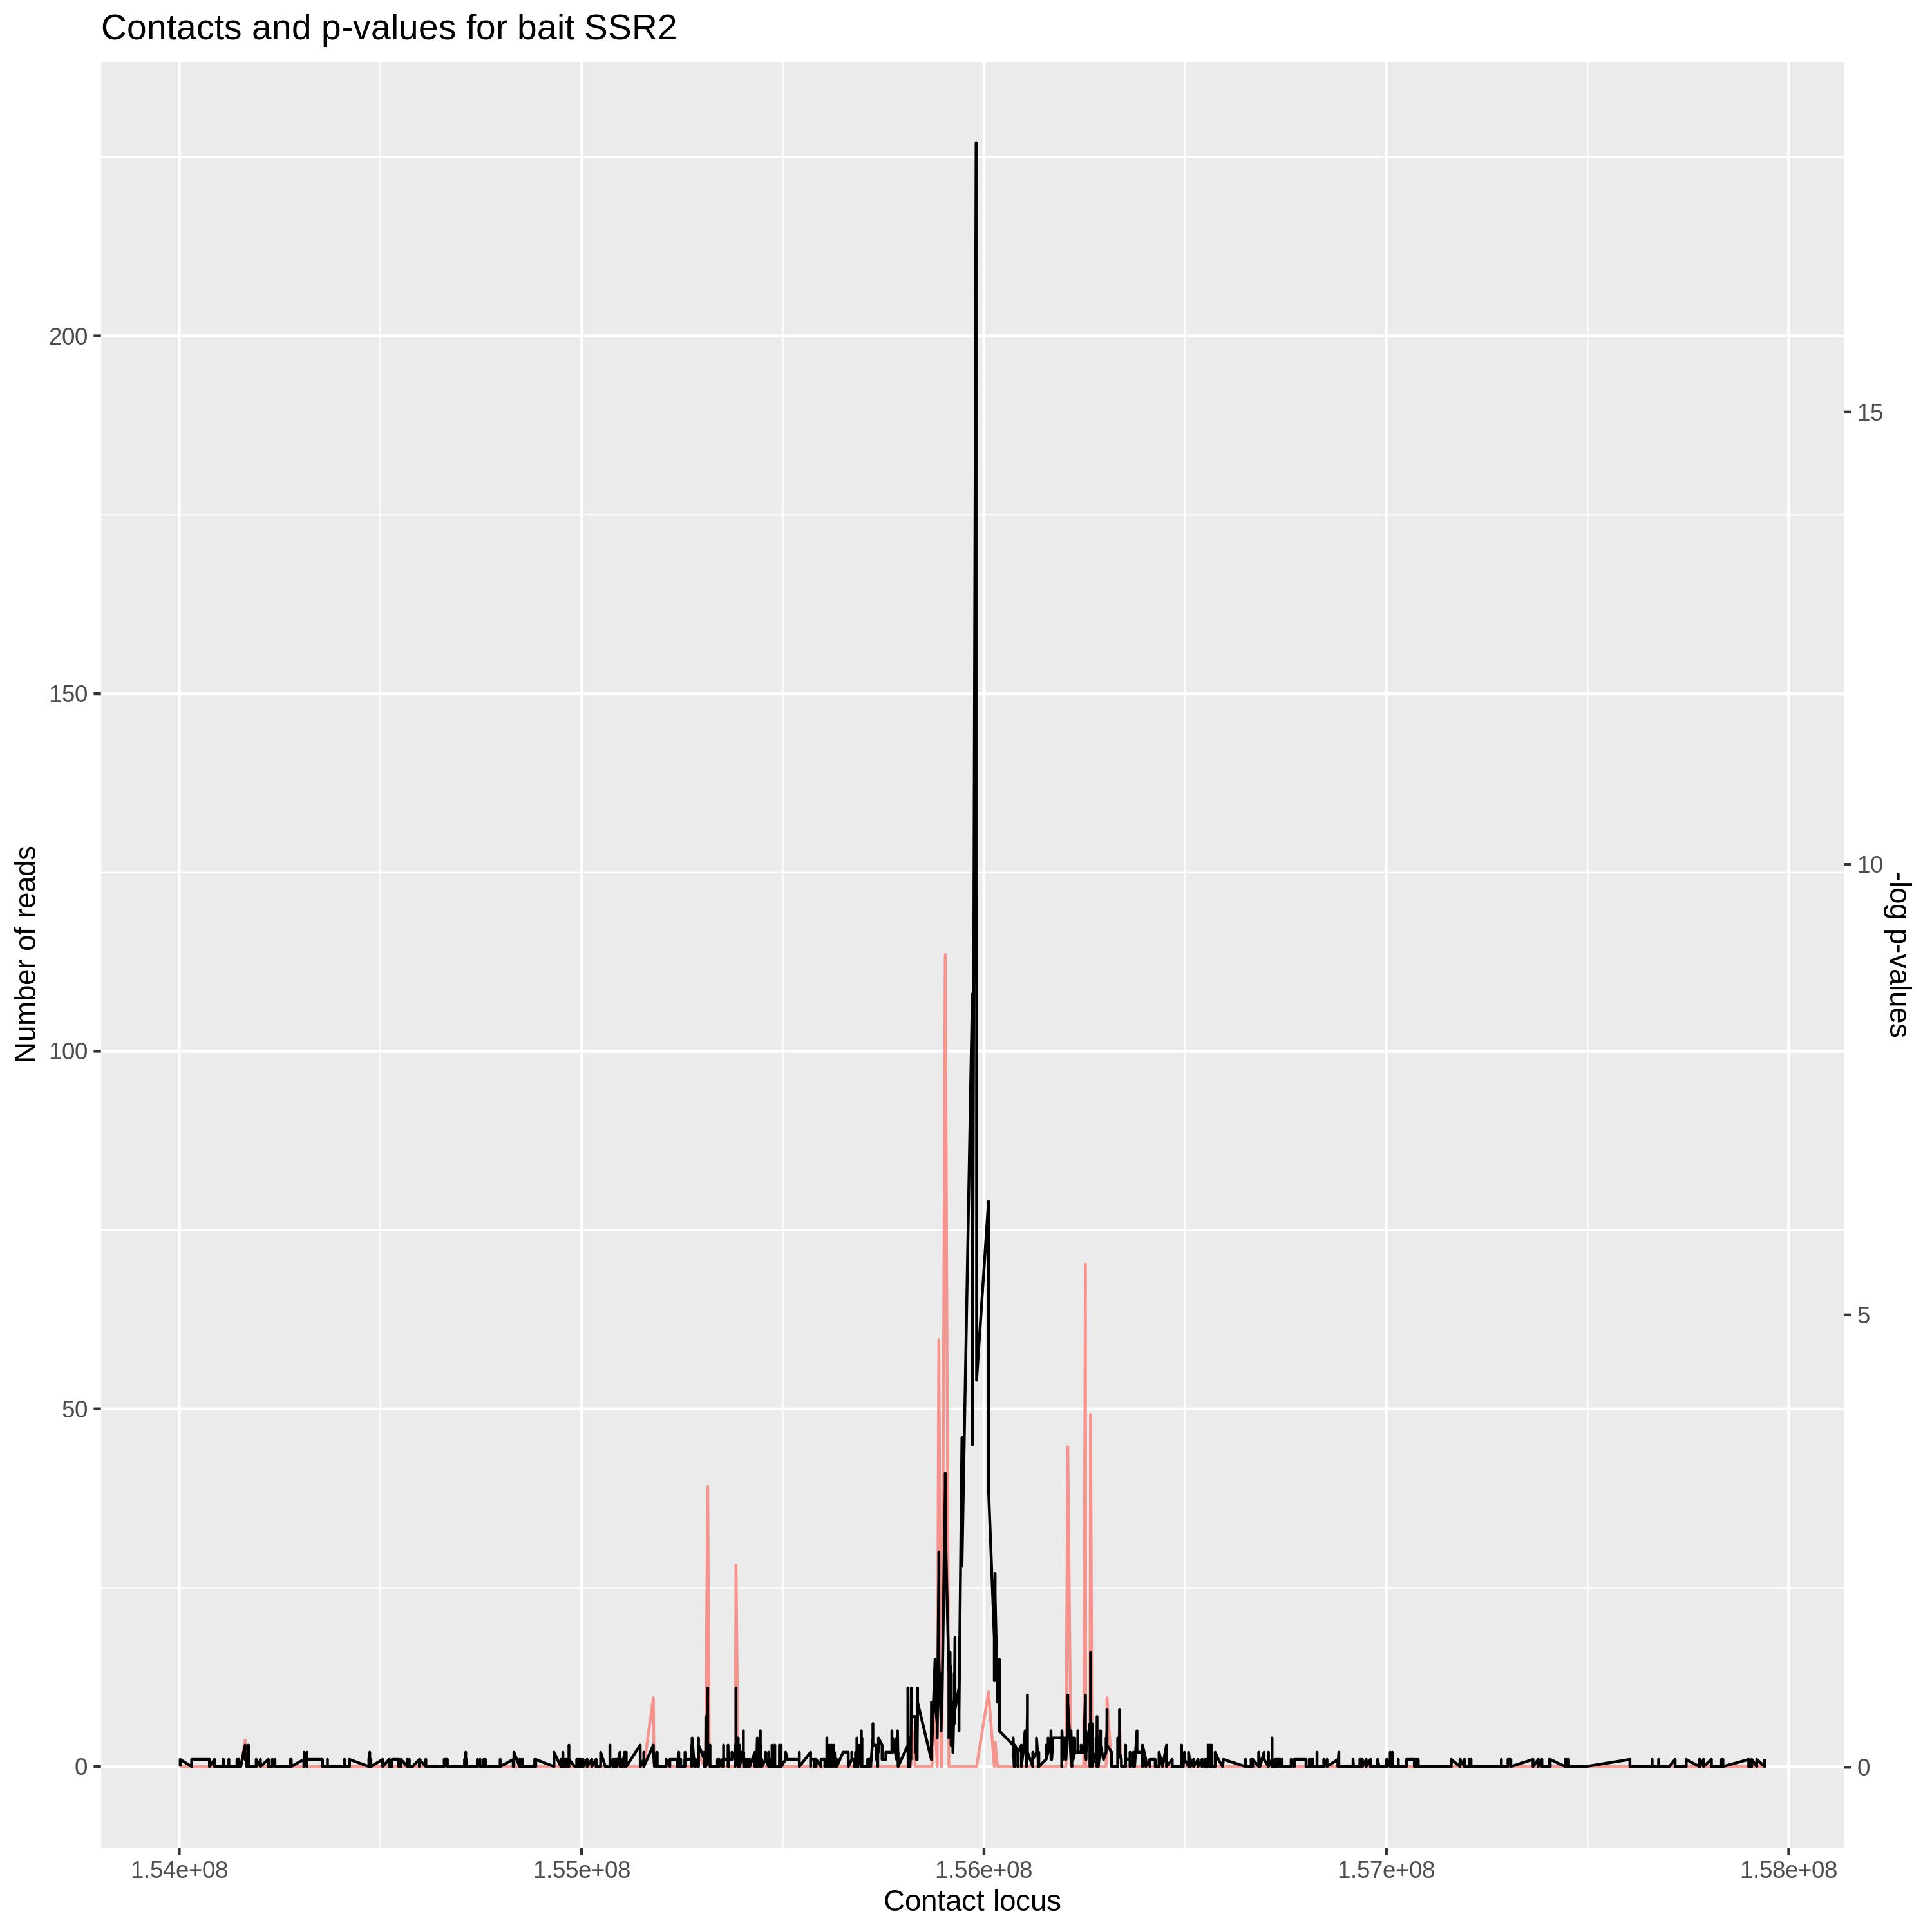 Contacts and p-values for bait SSR2
Number of reads
200
150
100
50
0
15
10
5
0
-log p-values
1.54e+08 1.55e+08 1.56e+08 1.57e+08 1.58e+08
Contact locus